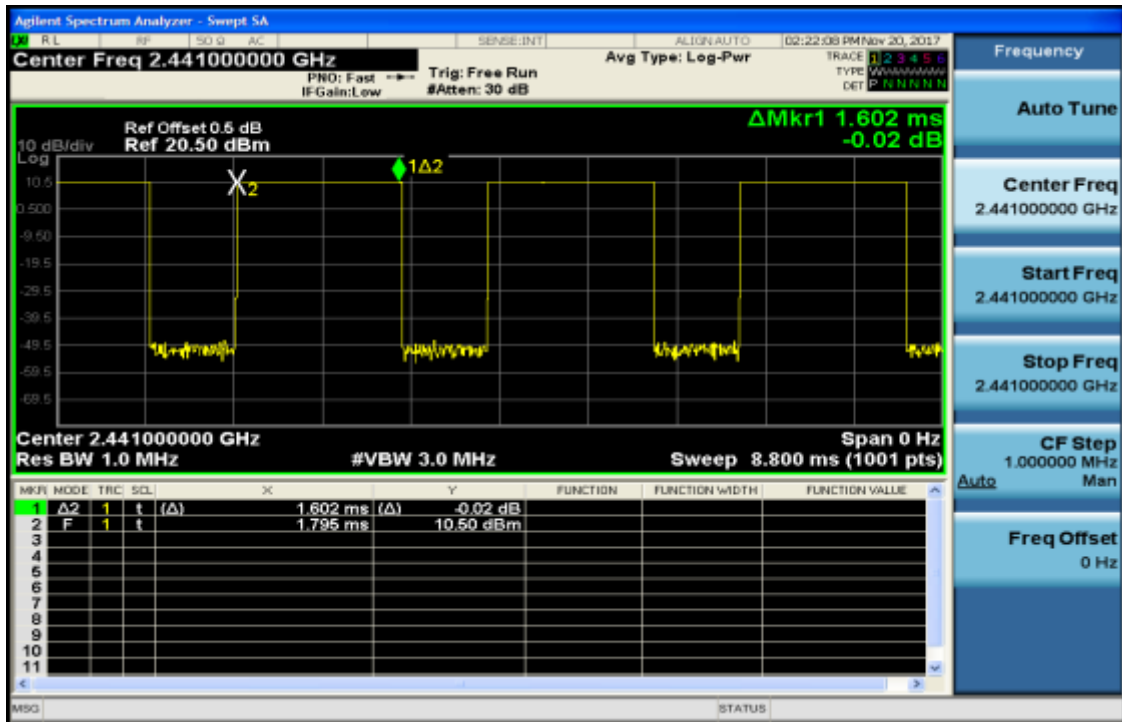 Agilent Spectrum Analyzer - Swept SA
RL RF 50 Ω AC SENSE:INT ALIGN AUTO 02:22:08 PM Nov 20, 2017
Center Freq 2.441000000 GHz
PNO: Fast
IFGain:Low
Trig: Free Run
#Atten: 30 dB
Avg Type: Log-Pwr
TRACE 1 2 3 4 5 6
TYPE WWWWWWW
DET P N N N N N
Frequency
Auto Tune
Center Freq
2.441000000 GHz
Start Freq
2.441000000 GHz
Stop Freq
2.441000000 GHz
CF Step
1.000000 MHz
Auto Man
Freq Offset
0 Hz
ΔMkr1 1.602 ms
-0.02 dB
Ref Offset 0.5 dB
10 dB/div Ref 20.50 dBm
Log
10.5
0.500
-9.50
-19.5
-29.5
-39.5
-49.5
-59.5
-69.5
X2
1Δ2
Center 2.441000000 GHz Span 0 Hz
Res BW 1.0 MHz #VBW 3.0 MHz Sweep 8.800 ms (1001 pts)
MKR MODE TRC SCL X Y FUNCTION FUNCTION WIDTH FUNCTION VALUE
1 Δ2 1 t (Δ) 1.602 ms (Δ) -0.02 dB
2 F 1 t 1.795 ms 10.50 dBm
3
4
5
6
7
8
9
10
11
MSG STATUS